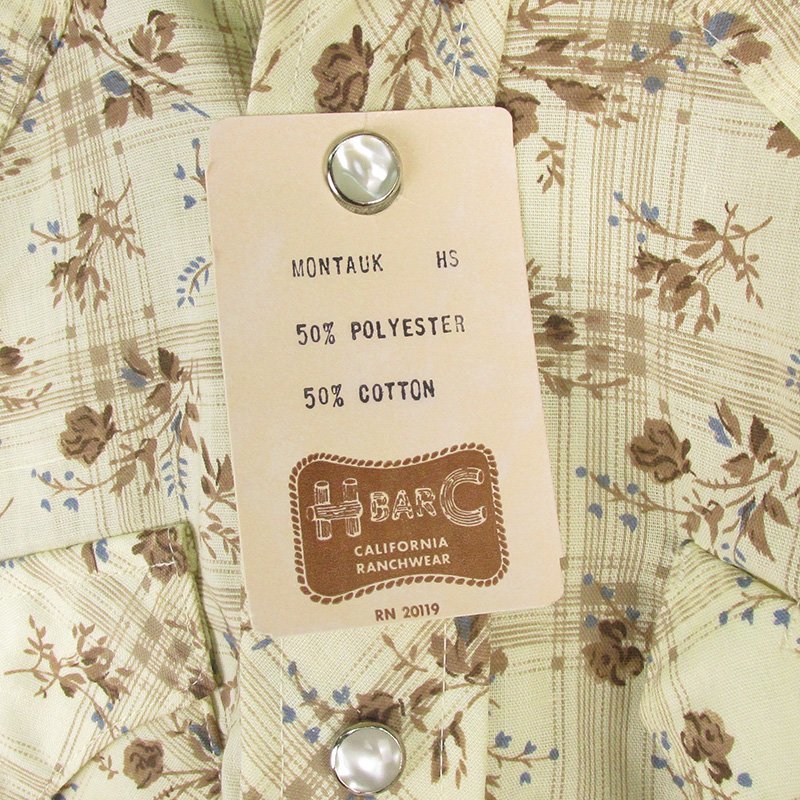 MONTAUK HS
50% POLYESTER
50% COTTON
H BAR C
CALIFORNIA
RANCHWEAR
RN 20119